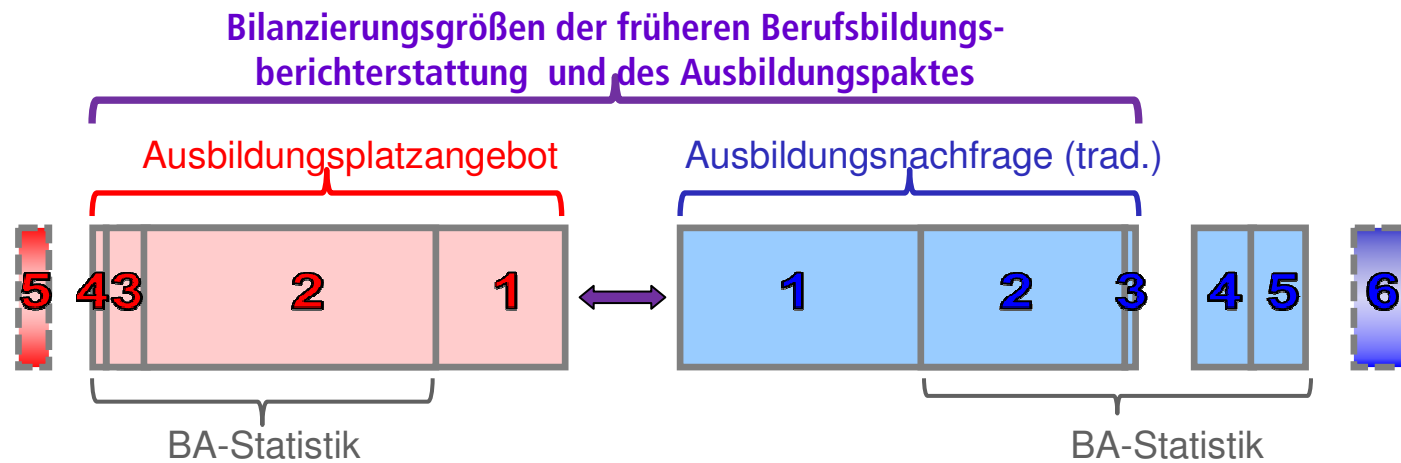 Bilanzierungsgrößen der früheren Berufsbildungs-
berichterstattung und des Ausbildungspaktes
Ausbildungsplatzangebot Ausbildungsnachfrage (trad.)
5 4 3 2 1 1 2 3 4 5 6
BA-Statistik BA-Statistik